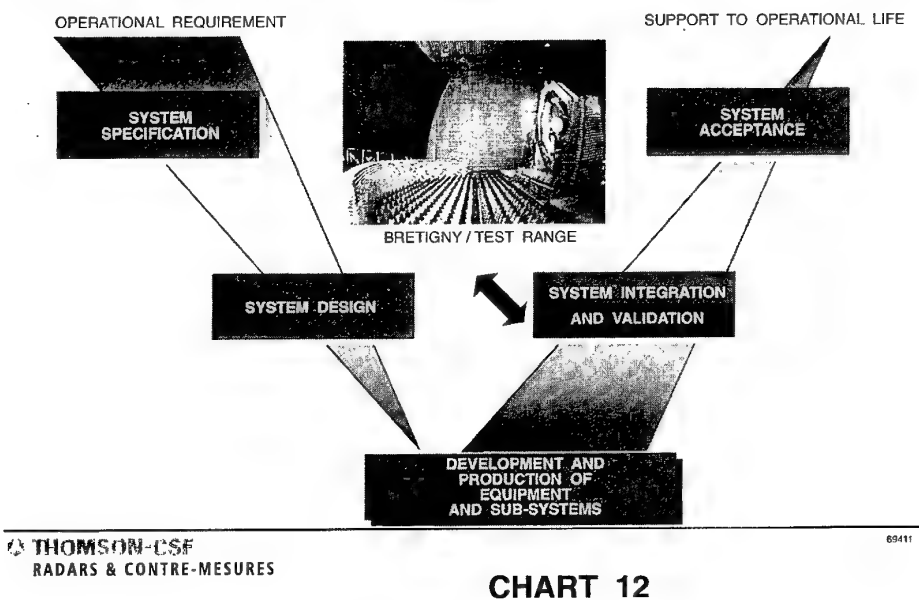 OPERATIONAL REQUIREMENT
SUPPORT TO OPERATIONAL LIFE
SYSTEM
SPECIFICATION
SYSTEM
ACCEPTANCE
BRETIGNY / TEST RANGE
SYSTEM DESIGN
SYSTEM INTEGRATION
AND VALIDATION
DEVELOPMENT AND
PRODUCTION OF
EQUIPMENT
AND SUB-SYSTEMS
THOMSON-CSF
RADARS & CONTRE-MESURES
69411
CHART 12